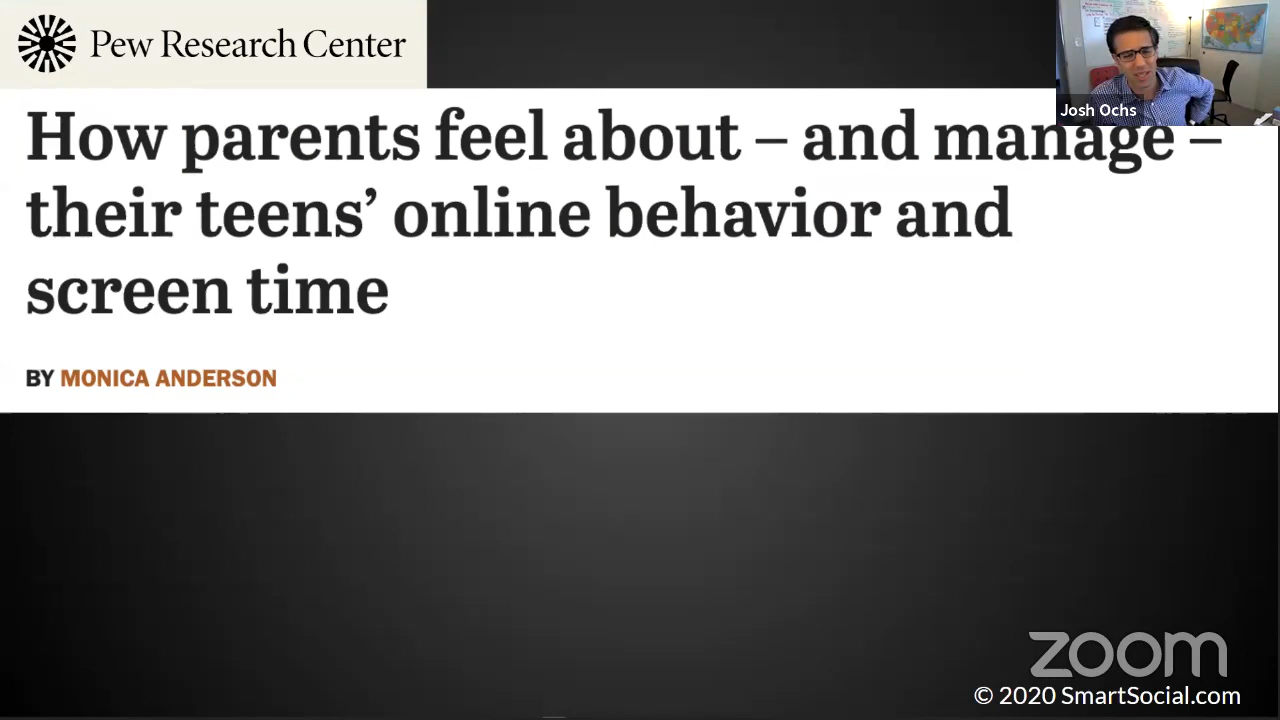 Pew Research Center
Josh Ochs
How parents feel about – and manage –
their teens’ online behavior and
screen time
BY MONICA ANDERSON
zoom
© 2020 SmartSocial.com